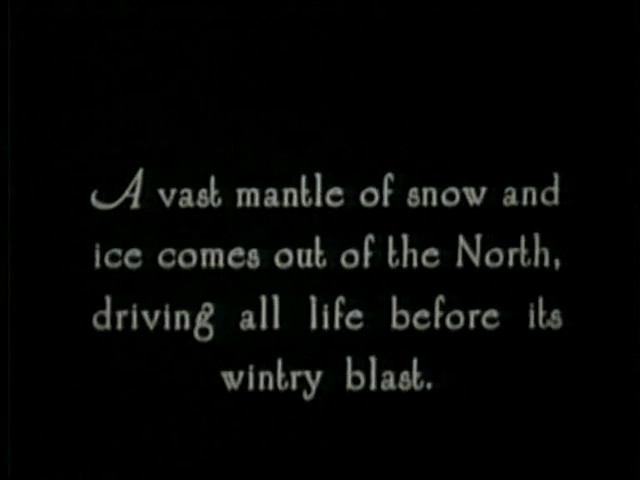 A vast mantle of snow and
ice comes out of the North,
driving all life before its
wintry blast.